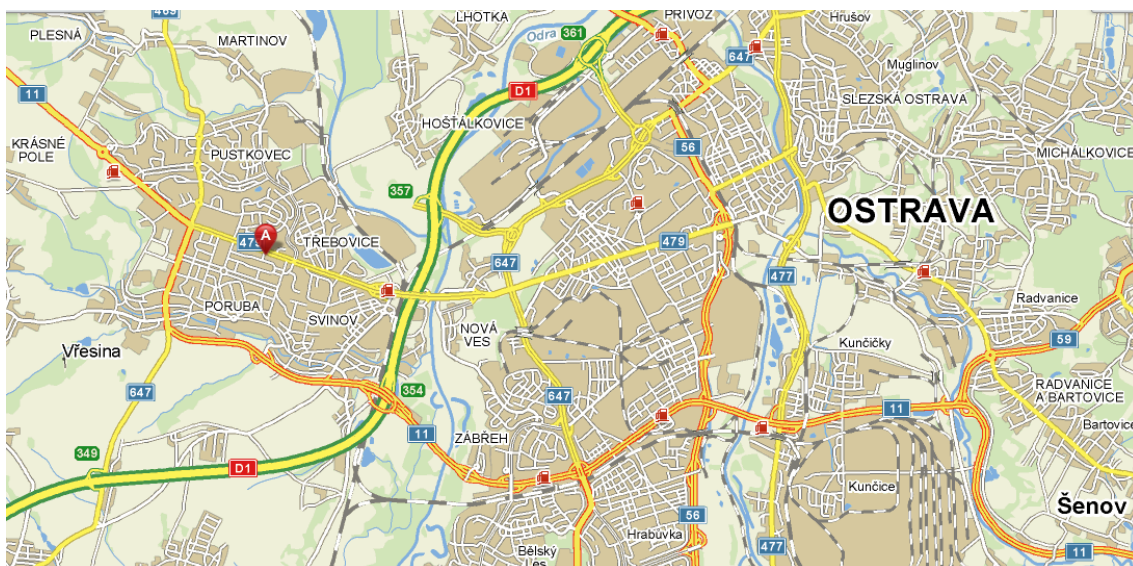 PLESNÁ
469
MARTINOV
LHOTKA
Odra
361
PŘÍVOZ
647
Hrušov
Muglinov
11
D1
HOŠŤÁLKOVICE
SLEZSKÁ OSTRAVA
KRÁSNÉ
POLE
PUSTKOVEC
56
MICHÁLKOVICE
357
OSTRAVA
A
479
TŘEBOVICE
479
647
477
PORUBA
SVINOV
NOVÁ
VES
Radvanice
Vřesina
Kunčičky
59
647
354
647
RADVANICE
A BARTOVICE
11
11
ZABŘEH
Bartovice
349
D1
Kunčice
Šenov
56
Hrabůvka
477
11
Bělský
Les